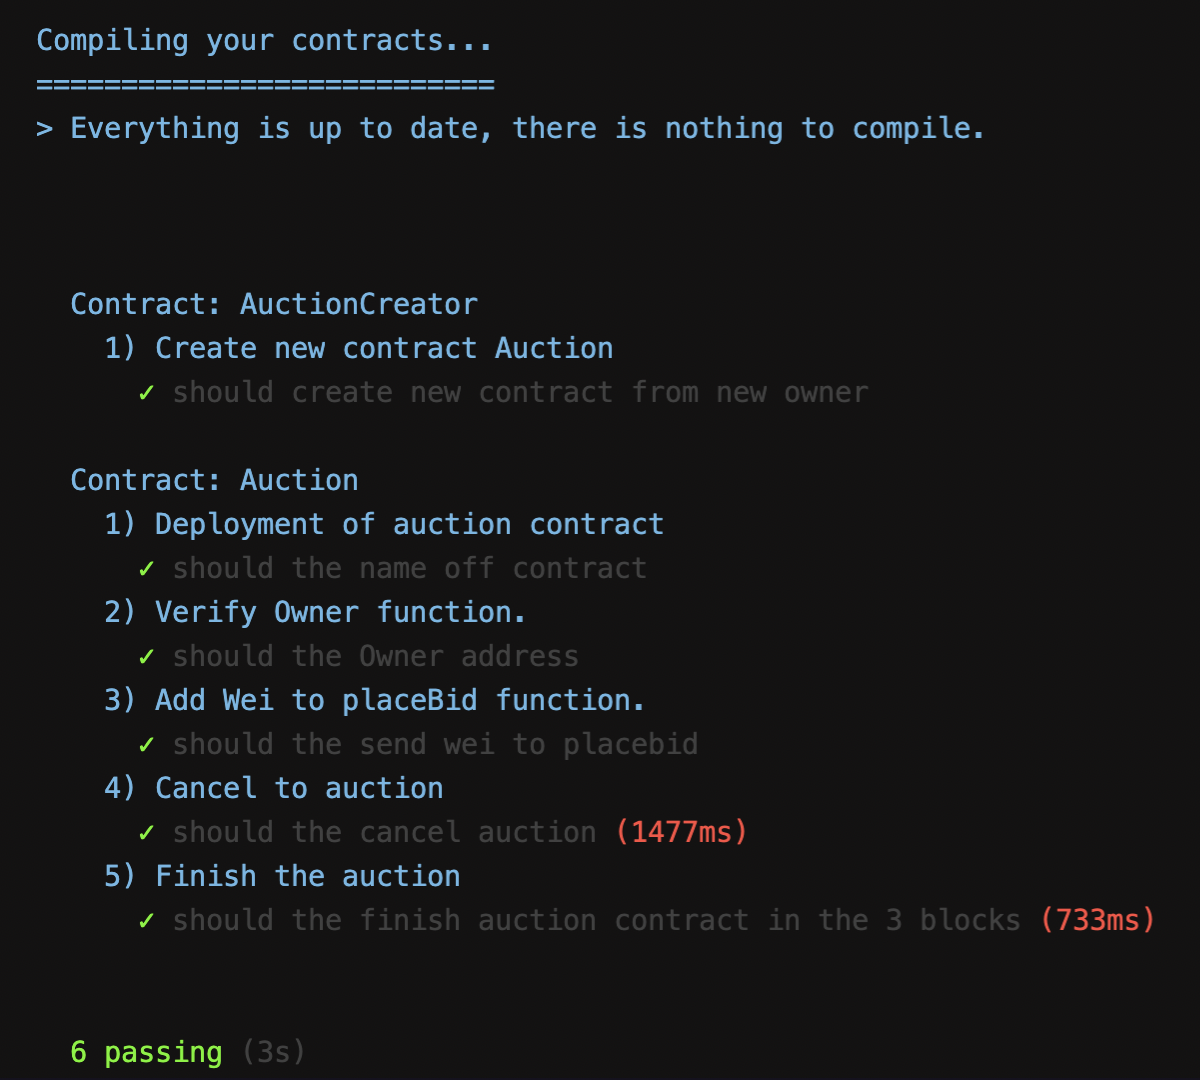 Compiling your contracts...
===========================
> Everything is up to date, there is nothing to compile.
Contract: AuctionCreator
1) Create new contract Auction
✓ should create new contract from new owner
Contract: Auction
1) Deployment of auction contract
✓ should the name off contract
2) Verify Owner function.
✓ should the Owner address
3) Add Wei to placeBid function.
✓ should the send wei to placebid
4) Cancel to auction
✓ should the cancel auction (1477ms)
5) Finish the auction
✓ should the finish auction contract in the 3 blocks (733ms)
6 passing (3s)